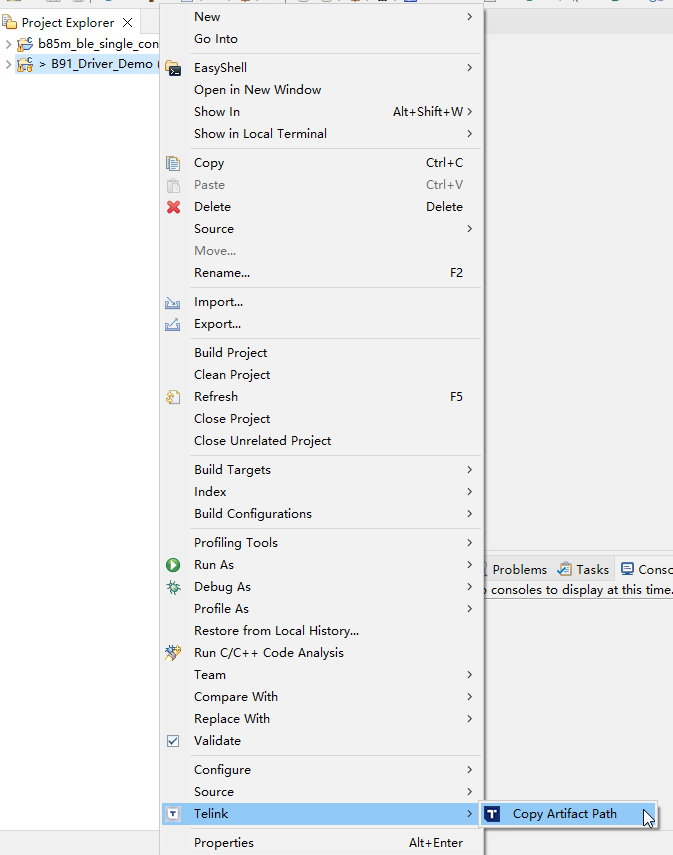 Project Explorer
b85m_ble_single_con
> B91_Driver_Demo (
New
Go Into
EasyShell
Open in New Window
Show In Alt+Shift+W
Show in Local Terminal
Copy Ctrl+C
Paste Ctrl+V
Delete Delete
Source
Move...
Rename... F2
Import...
Export...
Build Project
Clean Project
Refresh F5
Close Project
Close Unrelated Project
Build Targets
Index
Build Configurations
Profiling Tools
Run As
Debug As
Profile As
Restore from Local History...
Run C/C++ Code Analysis
Team
Compare With
Replace With
Validate
Configure
Source
Telink
Properties Alt+Enter
Problems Tasks Conso
consoles to display at this time.
T Copy Artifact Path